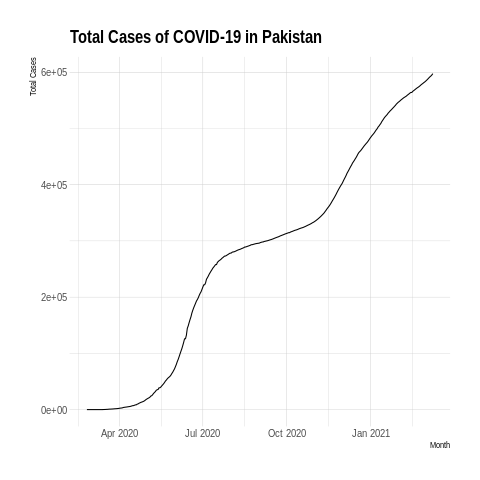 Total Cases of COVID-19 in Pakistan
Total Cases
6e+05
4e+05
2e+05
0e+00
Apr 2020
Jul 2020
Oct 2020
Jan 2021
Month